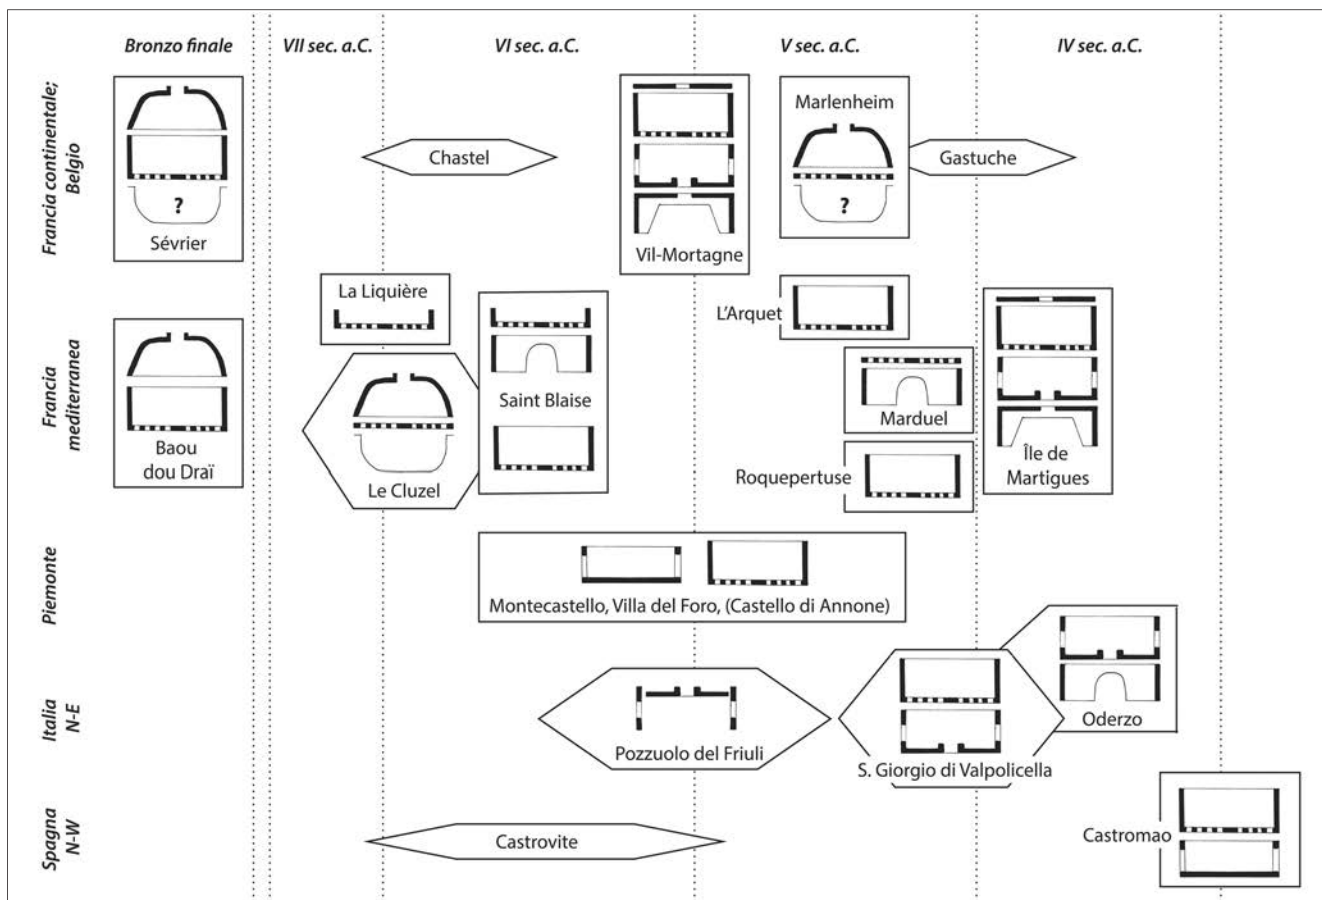 Bronzo finale
VII sec. a.C.
VI sec. a.C.
V sec. a.C.
IV sec. a.C.
Francia continentale;
Belgio
?
Sévrier
Chastel
Vil-Mortagne
Marlenheim
?
Gastuche
Francia
mediterranea
Baou
dou Draï
La Liquière
Le Cluzel
Saint Blaise
L'Arquet
Marduel
Roquepertuse
Île de
Martigues
Piemonte
Montecastello, Villa del Foro, (Castello di Annone)
Italia
N-E
Pozzuolo del Friuli
S. Giorgio di Valpolicella
Oderzo
Spagna
N-W
Castrovite
Castromao